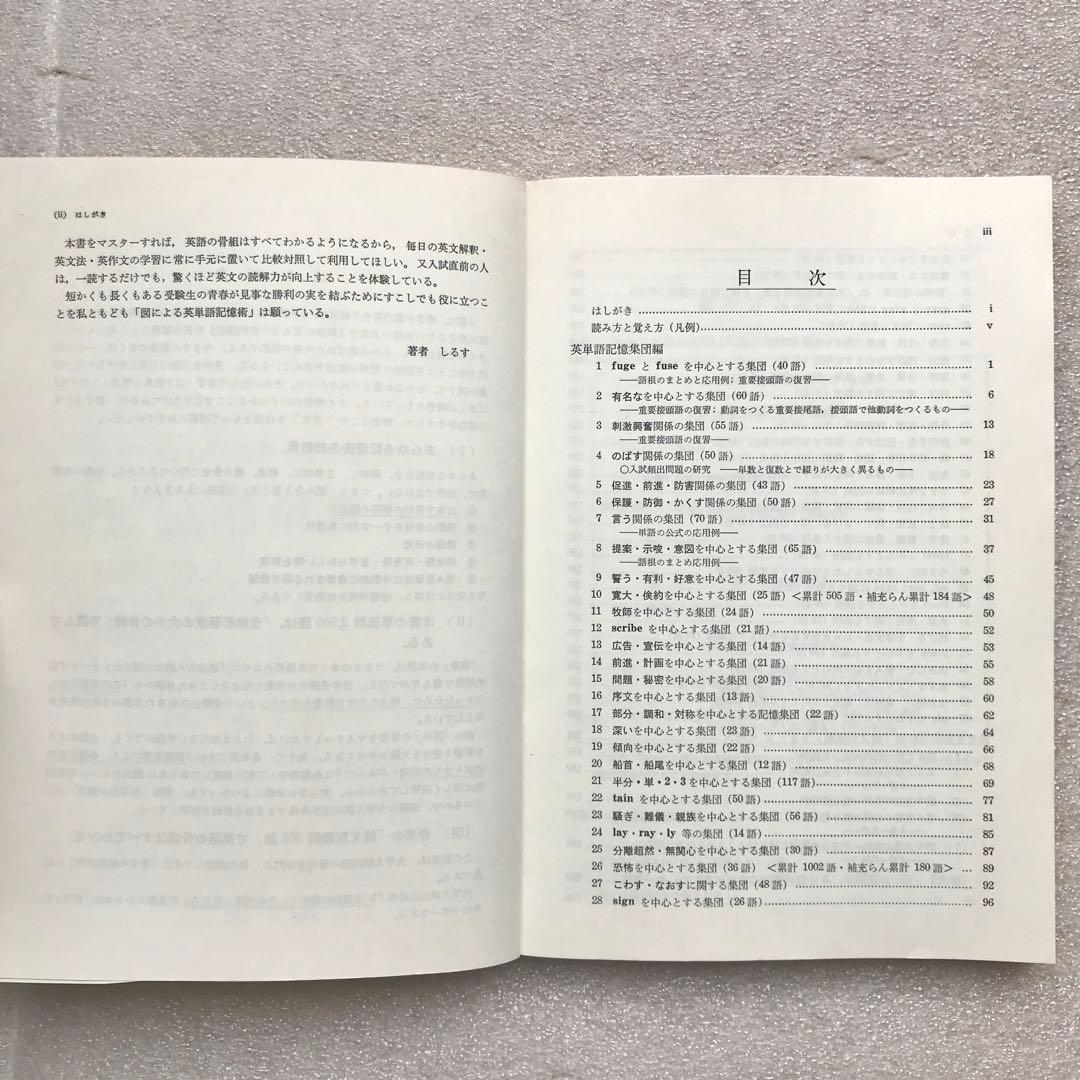 (ii) はしがき
本書をマスターすれば，英語の骨組はすべてわかるようになるから，毎日の英文解釈・
英文法・英作文の学習に常に手元に置いて比較対照して利用してほしい。又入試直前の人
は，一読するだけでも，驚くほど英文の読解力が向上することを体験している。
短かくも長くもある受験生の青春が見事な勝利の実を結ぶためにすこしでも役に立つこ
とを私ともども「図による英単語記憶術」は願っている。
著者 しるす
iii
目 次
はしがき i
読み方と覚え方（凡例） v
英単語記憶集団編
1 fuge と fuse を中心とする集団（40語） 1
——語根のまとめと応用例；重要接頭語の復習——
2 有名なを中心とする集団（60語） 6
——重要接頭語の復習；動詞をつくる重要接尾語，接頭語で他動詞をつくるもの——
3 刺激興奮関係の集団（55語） 13
——重要接頭語の復習——
4 のばす関係の集団（50語） 18
〇入試頻出問題の研究 ——単数と復数とで綴りが大きく異るもの——
5 促進・前進・防害関係の集団（43語） 23
6 保護・防御・かくす関係の集団（50語） 27
7 言う関係の集団（70語） 31
——単語の公式の応用例——
8 提案・示唆・意図を中心とする集団（65語） 37
——語根のまとめと応用例——
9 誓う・有利・好意を中心とする集団（47語） 45
10 寛大・倹約を中心とする集団（25語）＜累計505語・補充らん累計184語＞ 48
11 牧師を中心とする集団（24語） 50
12 scribe を中心とする集団（21語） 52
13 広告・宣伝を中心とする集団（14語） 53
14 前進・計画を中心とする集団（21語） 55
15 問題・秘密を中心とする集団（20語） 58
16 序文を中心とする集団（13語） 60
17 部分・調和・対称を中心とする記憶集団（22語） 62
18 深いを中心とする集団（23語） 64
19 傾向を中心とする集団（22語） 66
20 船首・船尾を中心とする集団（12語） 68
21 半分・単・2・3を中心とする集団（117語） 69
22 tain を中心とする集団（50語） 77
23 騒ぎ・難儀・親族を中心とする集団（56語） 81
24 lay・ray・ly 等の集団（14語） 85
25 分離超然・無関心を中心とする集団（30語） 87
26 恐怖を中心とする集団（36語）＜累計1002語・補充らん累計180語＞ 89
27 こわす・なおすに関する集団（48語） 92
28 sign を中心とする集団（26語） 96